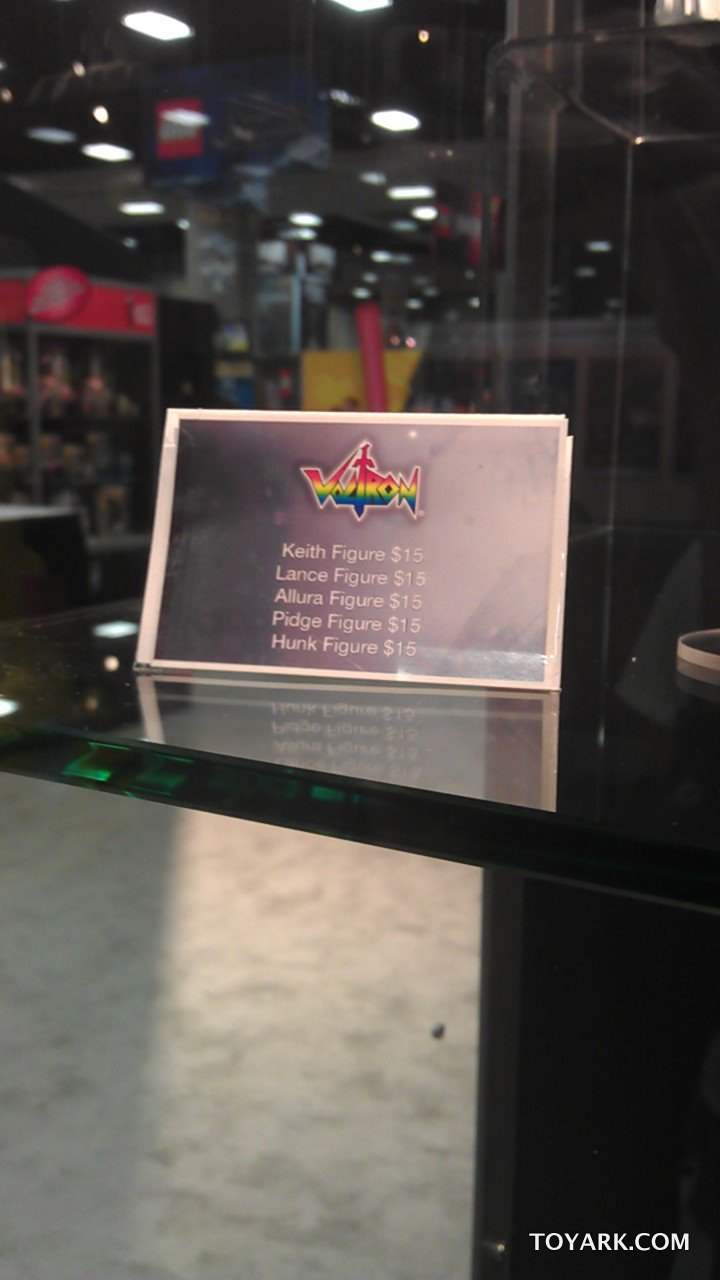 VOLTRON
Keith Figure $15
Lance Figure $15
Allura Figure $15
Pidge Figure $15
Hunk Figure $15
TOYARK.COM